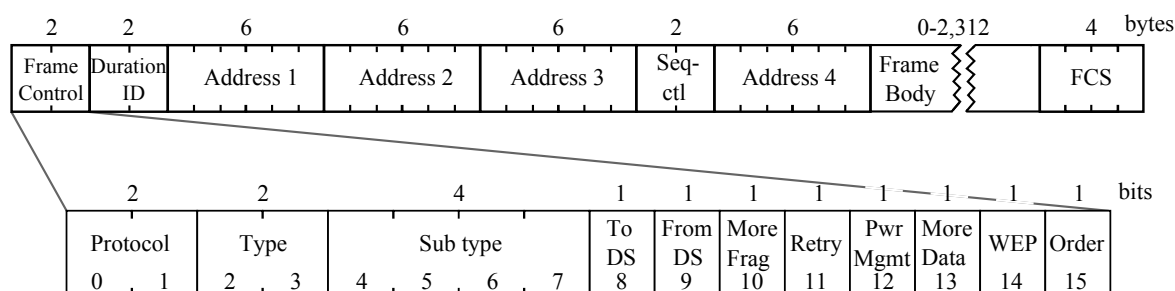 2 2 6 6 6 2 6 0-2,312 4 bytes
Frame Control Duration ID Address 1 Address 2 Address 3 Seq-ctl Address 4 Frame Body FCS
2 2 4 1 1 1 1 1 1 1 1 bits
Protocol Type Sub type To DS From DS More Frag Retry Pwr Mgmt More Data WEP Order
0 1 2 3 4 5 6 7 8 9 10 11 12 13 14 15